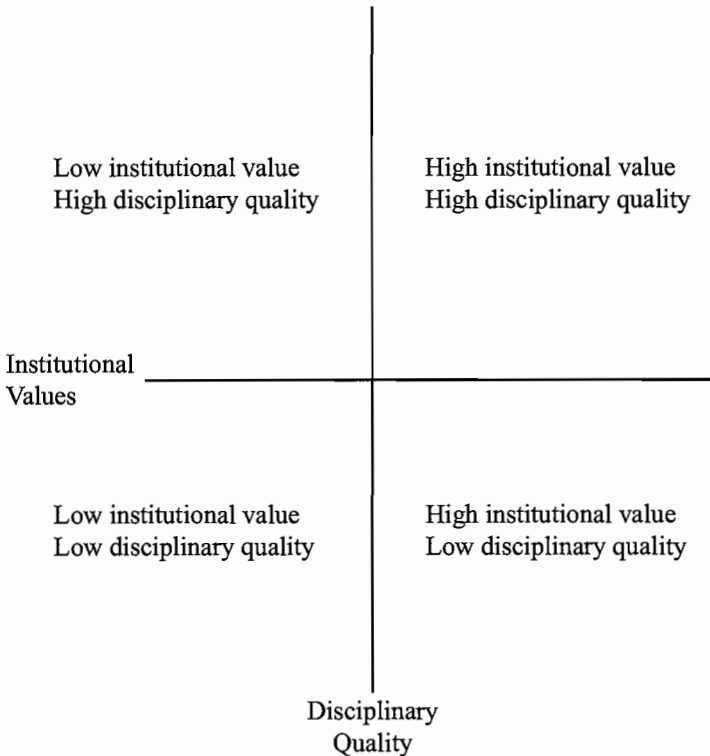 Low institutional value
High disciplinary quality
High institutional value
High disciplinary quality
Institutional
Values
Low institutional value
Low disciplinary quality
High institutional value
Low disciplinary quality
Disciplinary
Quality